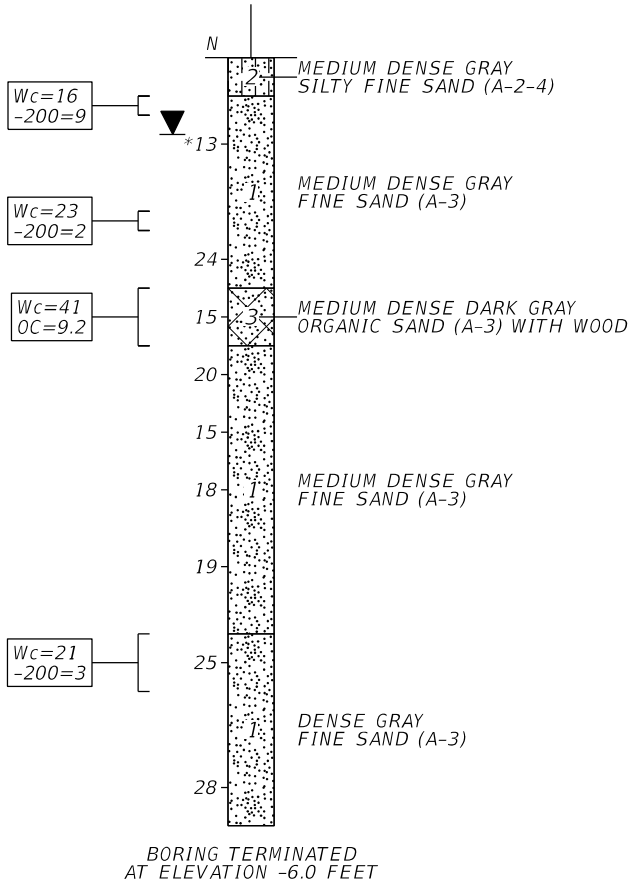 N
2
MEDIUM DENSE GRAY
SILTY FINE SAND (A-2-4)
Wc=16
-200=9
*13
1
MEDIUM DENSE GRAY
FINE SAND (A-3)
Wc=23
-200=2
24
Wc=41
OC=9.2
15
3
MEDIUM DENSE DARK GRAY
ORGANIC SAND (A-3) WITH WOOD
20
15
18
1
MEDIUM DENSE GRAY
FINE SAND (A-3)
19
Wc=21
-200=3
25
1
DENSE GRAY
FINE SAND (A-3)
28
BORING TERMINATED
AT ELEVATION -6.0 FEET